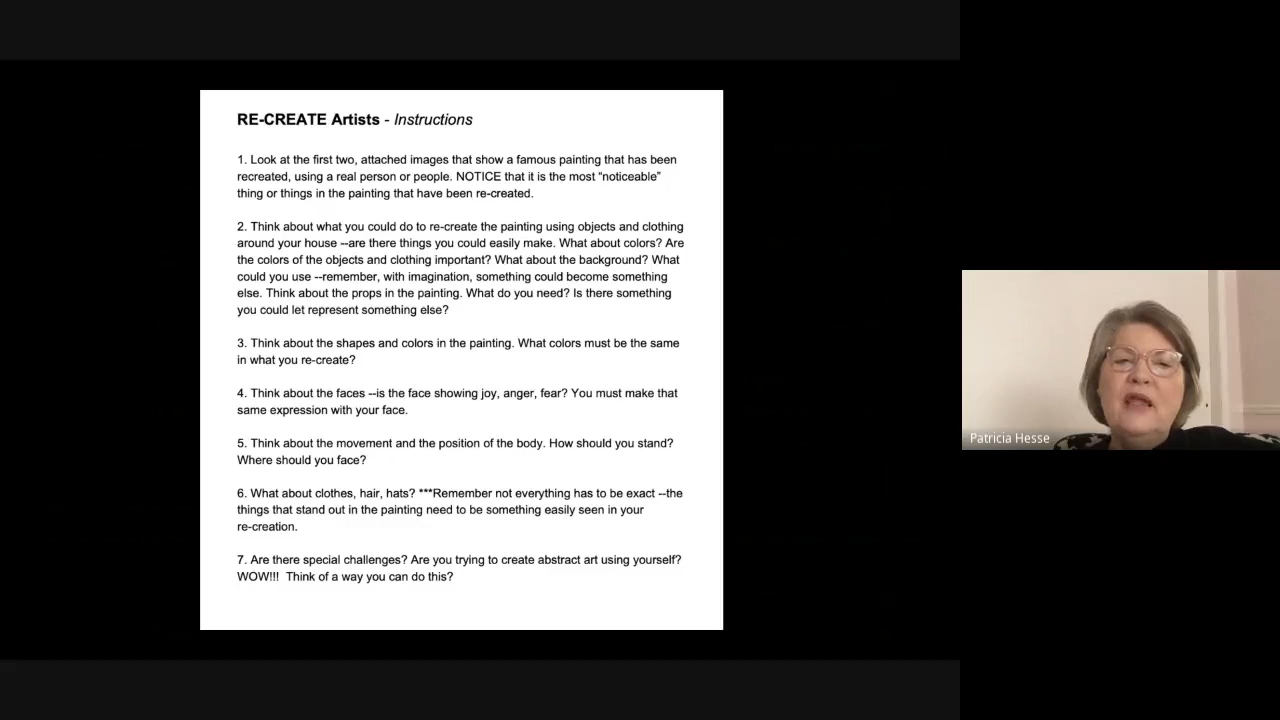 RE-CREATE Artists - Instructions
1. Look at the first two, attached images that show a famous painting that has been
recreated, using a real person or people. NOTICE that it is the most “noticeable”
thing or things in the painting that have been re-created.
2. Think about what you could do to re-create the painting using objects and clothing
around your house --are there things you could easily make. What about colors? Are
the colors of the objects and clothing important? What about the background? What
could you use --remember, with imagination, something could become something
else. Think about the props in the painting. What do you need? Is there something
you could let represent something else?
3. Think about the shapes and colors in the painting. What colors must be the same
in what you re-create?
4. Think about the faces --is the face showing joy, anger, fear? You must make that
same expression with your face.
5. Think about the movement and the position of the body. How should you stand?
Where should you face?
6. What about clothes, hair, hats? ***Remember not everything has to be exact --the
things that stand out in the painting need to be something easily seen in your
re-creation.
7. Are there special challenges? Are you trying to create abstract art using yourself?
WOW!!! Think of a way you can do this?
Patricia Hesse